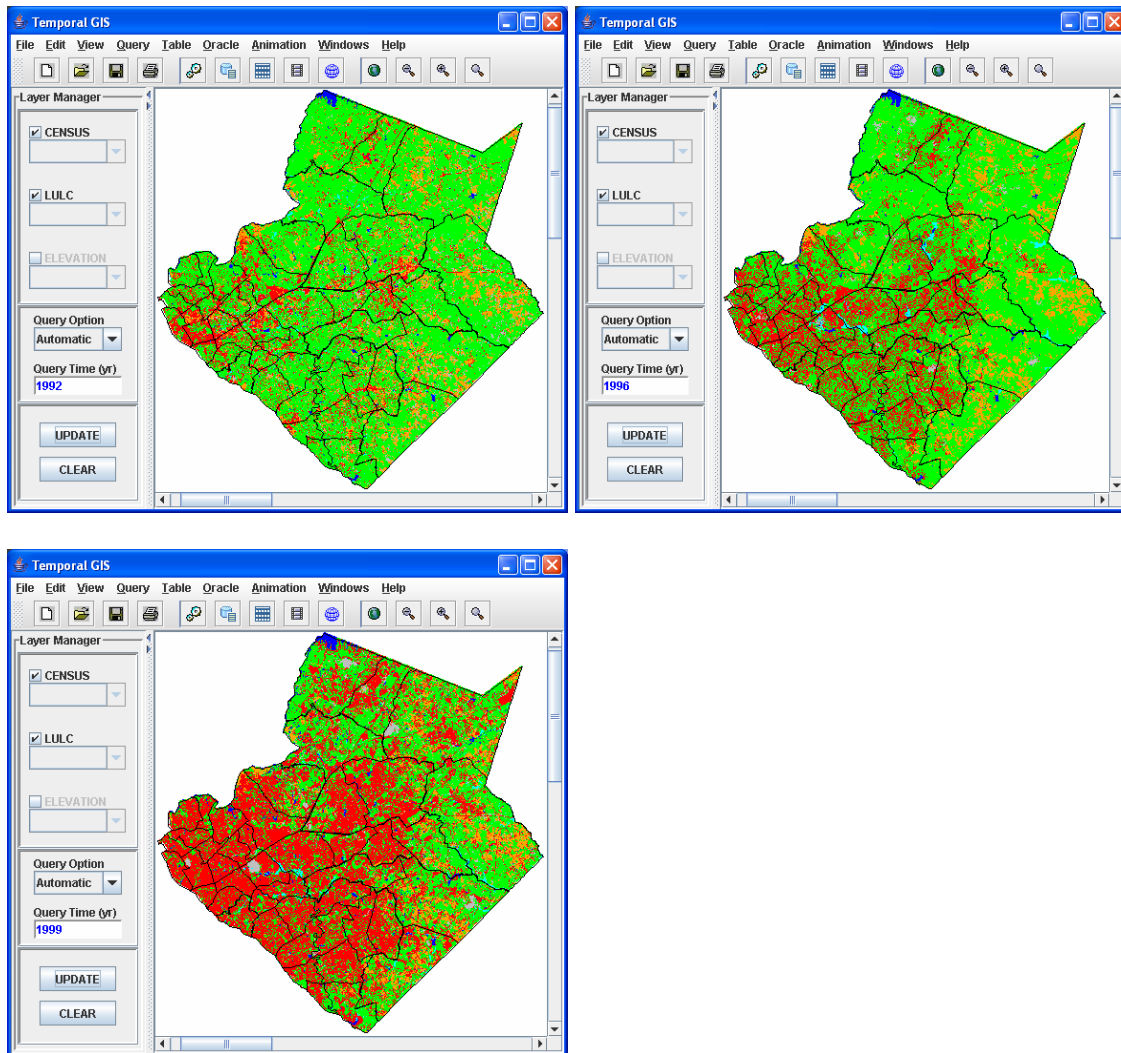 Temporal GIS
File Edit View Query Table Oracle Animation Windows Help
Layer Manager
CENSUS
LULC
ELEVATION
Query Option
Automatic
Query Time (yr)
1992
UPDATE
CLEAR
Temporal GIS
File Edit View Query Table Oracle Animation Windows Help
Layer Manager
CENSUS
LULC
ELEVATION
Query Option
Automatic
Query Time (yr)
1996
UPDATE
CLEAR
Temporal GIS
File Edit View Query Table Oracle Animation Windows Help
Layer Manager
CENSUS
LULC
ELEVATION
Query Option
Automatic
Query Time (yr)
1999
UPDATE
CLEAR